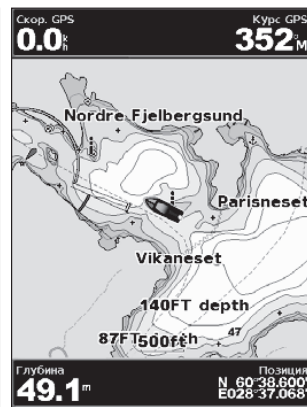 Скор. GPS
Курс GPS
0.0 k/h
352°M
Nordre Fjelbergsund
Parisneset
Vikaneset
140FT depth
47
87FT
500ft
h
Глубина
Позиция
49.1 m
N 60°38.600'
E028°37.068'